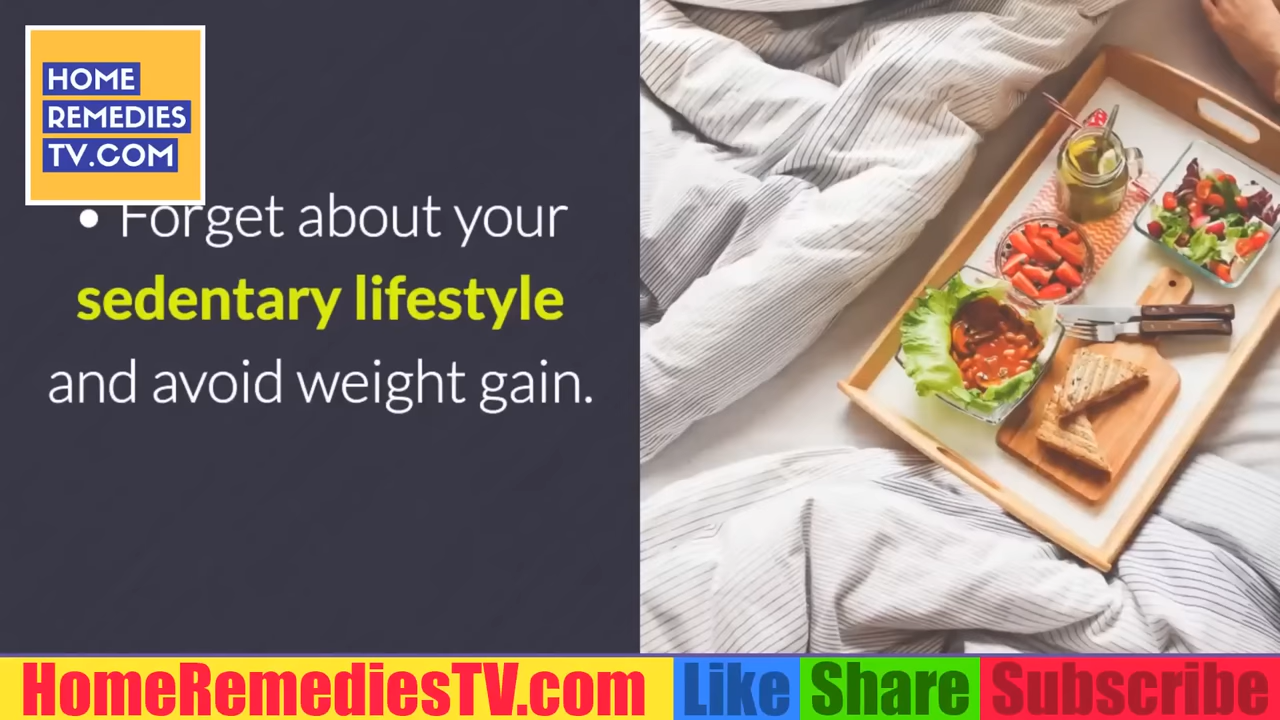 HOME
REMEDIES
TV.COM
• Forget about your
sedentary lifestyle
and avoid weight gain.
HomeRemediesTV.com Like Share Subscribe